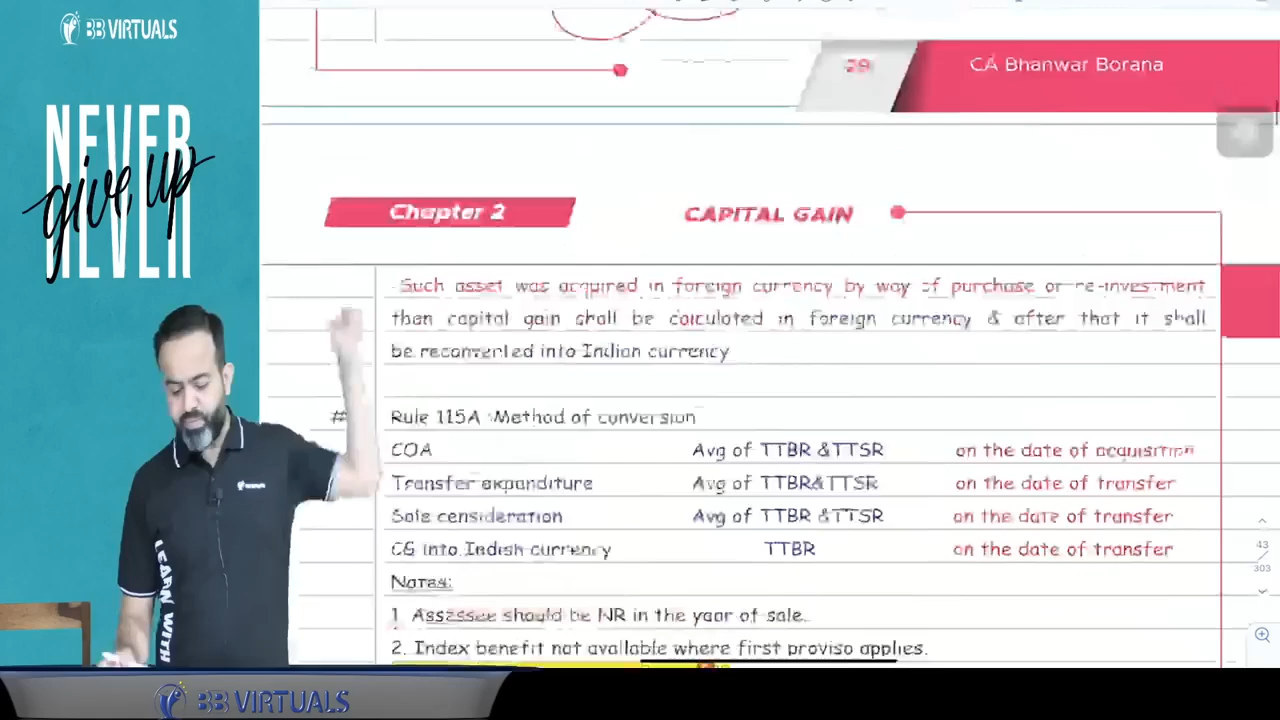 BB VIRTUALS
NEVER
give up
NEVER
29
CA Bhanwar Borana
Chapter 2
CAPITAL GAIN
Such asset was acquired in foreign currency by way of purchase or re-investment
then capital gain shall be calculated in foreign currency & after that it shall
be reconverted into Indian currency
# Rule 115A Method of conversion
COA Avg of TTBR &TTSR on the date of acquisition
Transfer expenditure Avg of TTBR&TTSR on the date of transfer
Sale consideration Avg of TTBR &TTSR on the date of transfer
CG into Indian currency TTBR on the date of transfer
Notes:
1. Assessee should be NR in the year of sale.
2. Index benefit not available where first proviso applies.
43
303
LEARN WITH
BB VIRTUALS